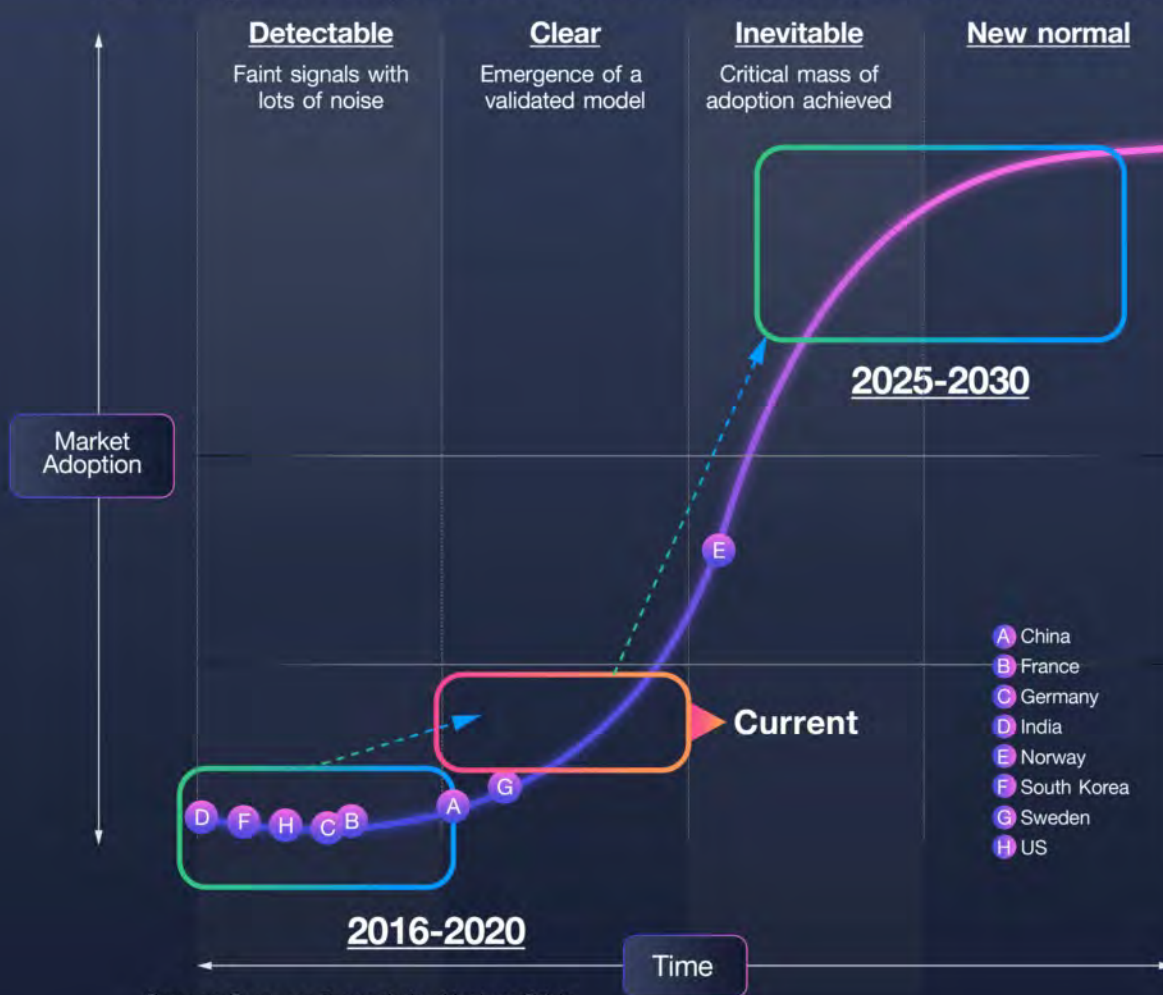 Detectable
Faint signals with
lots of noise
Clear
Emergence of a
validated model
Inevitable
Critical mass of
adoption achieved
New normal
2025-2030
Market
Adoption
E
Current
D
F
H
C
B
A
G
A China
B France
C Germany
D India
E Norway
F South Korea
G Sweden
H US
2016-2020
Time